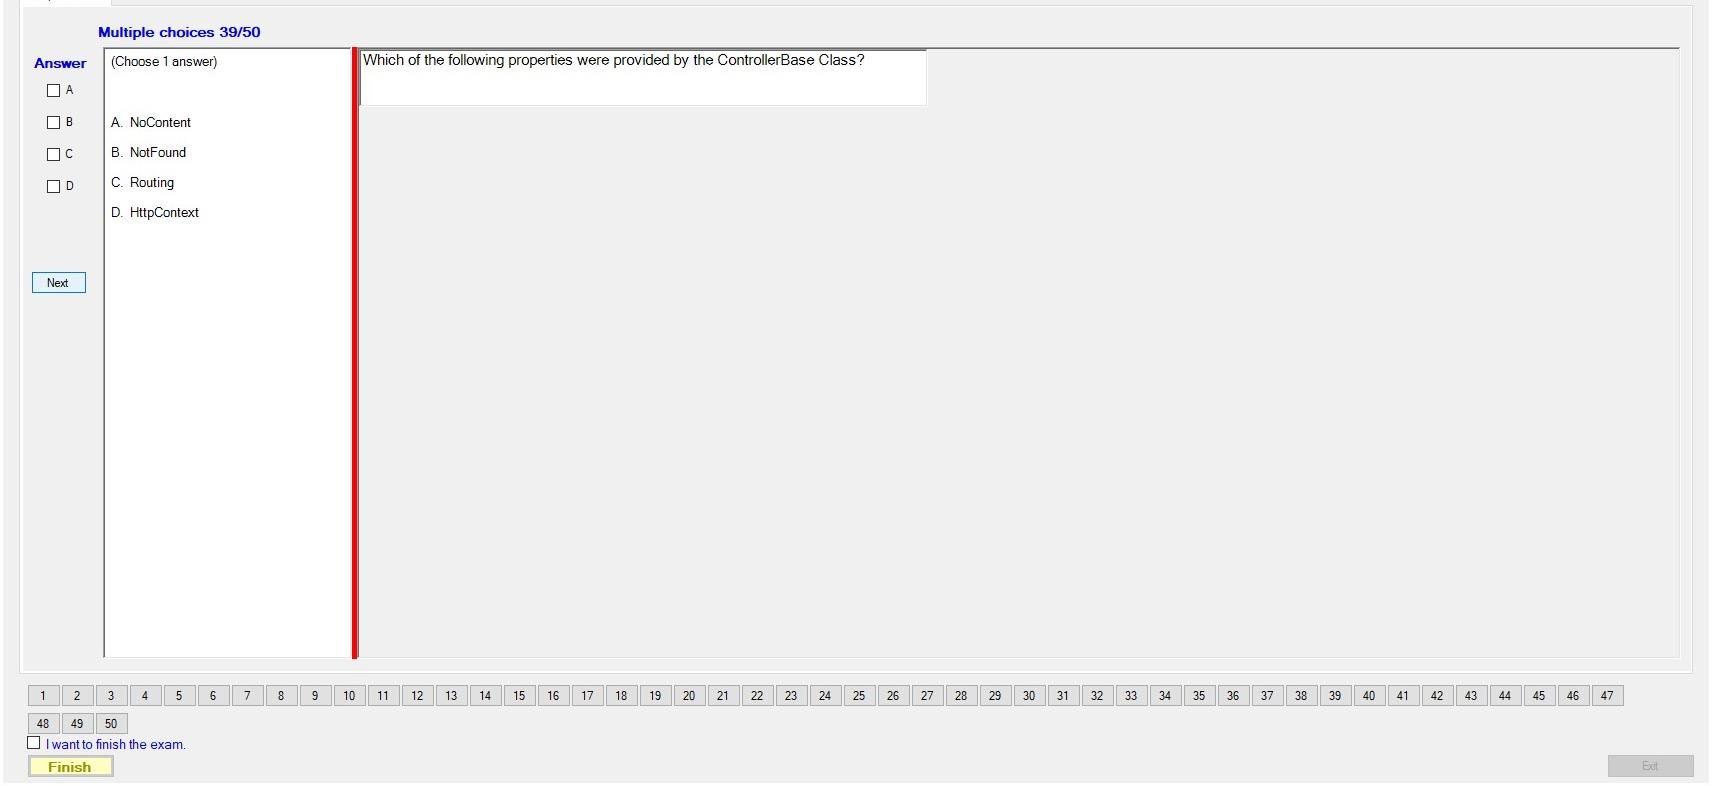 Multiple choices 39/50
Answer
(Choose 1 answer)
Which of the following properties were provided by the ControllerBase Class?
A
B
C
D
A. NoContent
B. NotFound
C. Routing
D. HttpContext
Next
1 2 3 4 5 6 7 8 9 10 11 12 13 14 15 16 17 18 19 20 21 22 23 24 25 26 27 28 29 30 31 32 33 34 35 36 37 38 39 40 41 42 43 44 45 46 47
48 49 50
I want to finish the exam.
Finish
Exit